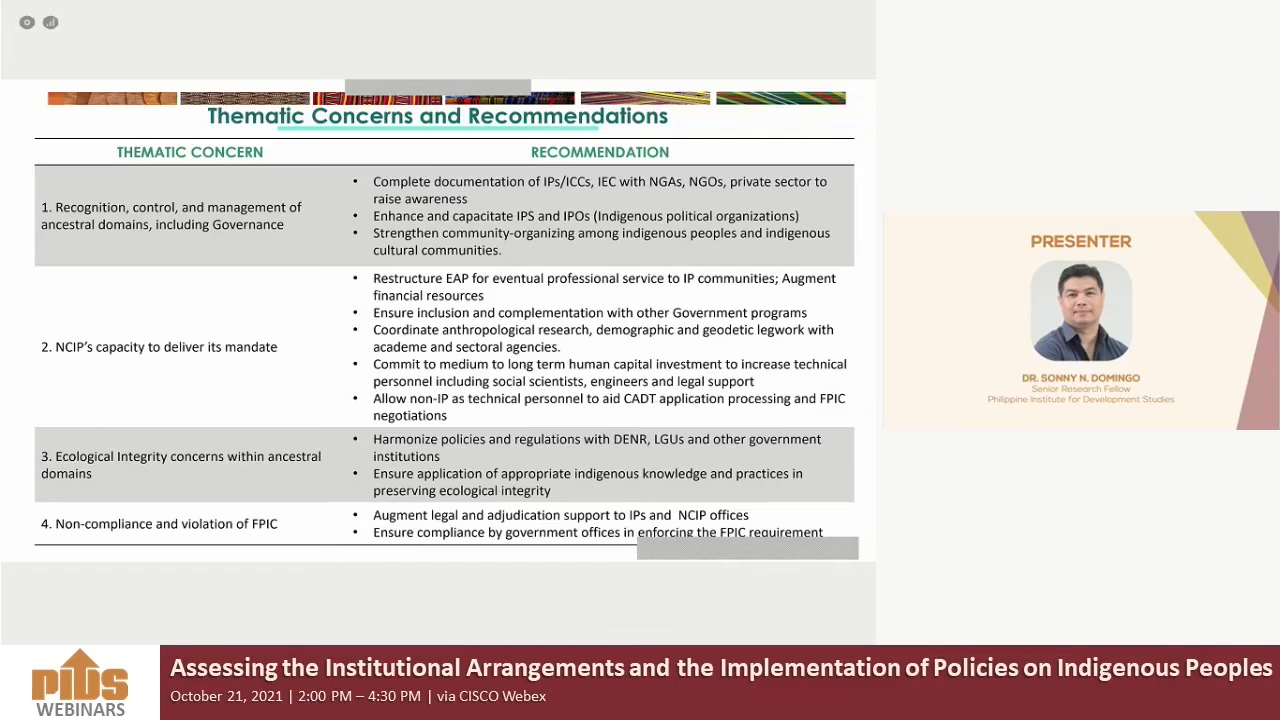 Thematic Concerns and Recommendations
THEMATIC CONCERN
RECOMMENDATION
1. Recognition, control, and management of
ancestral domains, including Governance
• Complete documentation of IPs/ICCs, IEC with NGAs, NGOs, private sector to
raise awareness
• Enhance and capacitate IPS and IPOs (Indigenous political organizations)
• Strengthen community-organizing among indigenous peoples and indigenous
cultural communities.
2. NCIP's capacity to deliver its mandate
• Restructure EAP for eventual professional service to IP communities; Augment
financial resources
• Ensure inclusion and complementation with other Government programs
• Coordinate anthropological research, demographic and geodetic legwork with
academe and sectoral agencies.
• Commit to medium to long term human capital investment to increase technical
personnel including social scientists, engineers and legal support
• Allow non-IP as technical personnel to aid CADT application processing and FPIC
negotiations
3. Ecological Integrity concerns within ancestral
domains
• Harmonize policies and regulations with DENR, LGUs and other government
institutions
• Ensure application of appropriate indigenous knowledge and practices in
preserving ecological integrity
4. Non-compliance and violation of FPIC
• Augment legal and adjudication support to IPs and NCIP offices
• Ensure compliance by government offices in enforcing the FPIC requirement
PRESENTER
DR. SONNY N. DOMINGO
Senior Research Fellow
Philippine Institute for Development Studies
pids
WEBINARS
Assessing the Institutional Arrangements and the Implementation of Policies on Indigenous Peoples
October 21, 2021 | 2:00 PM – 4:30 PM | via CISCO Webex